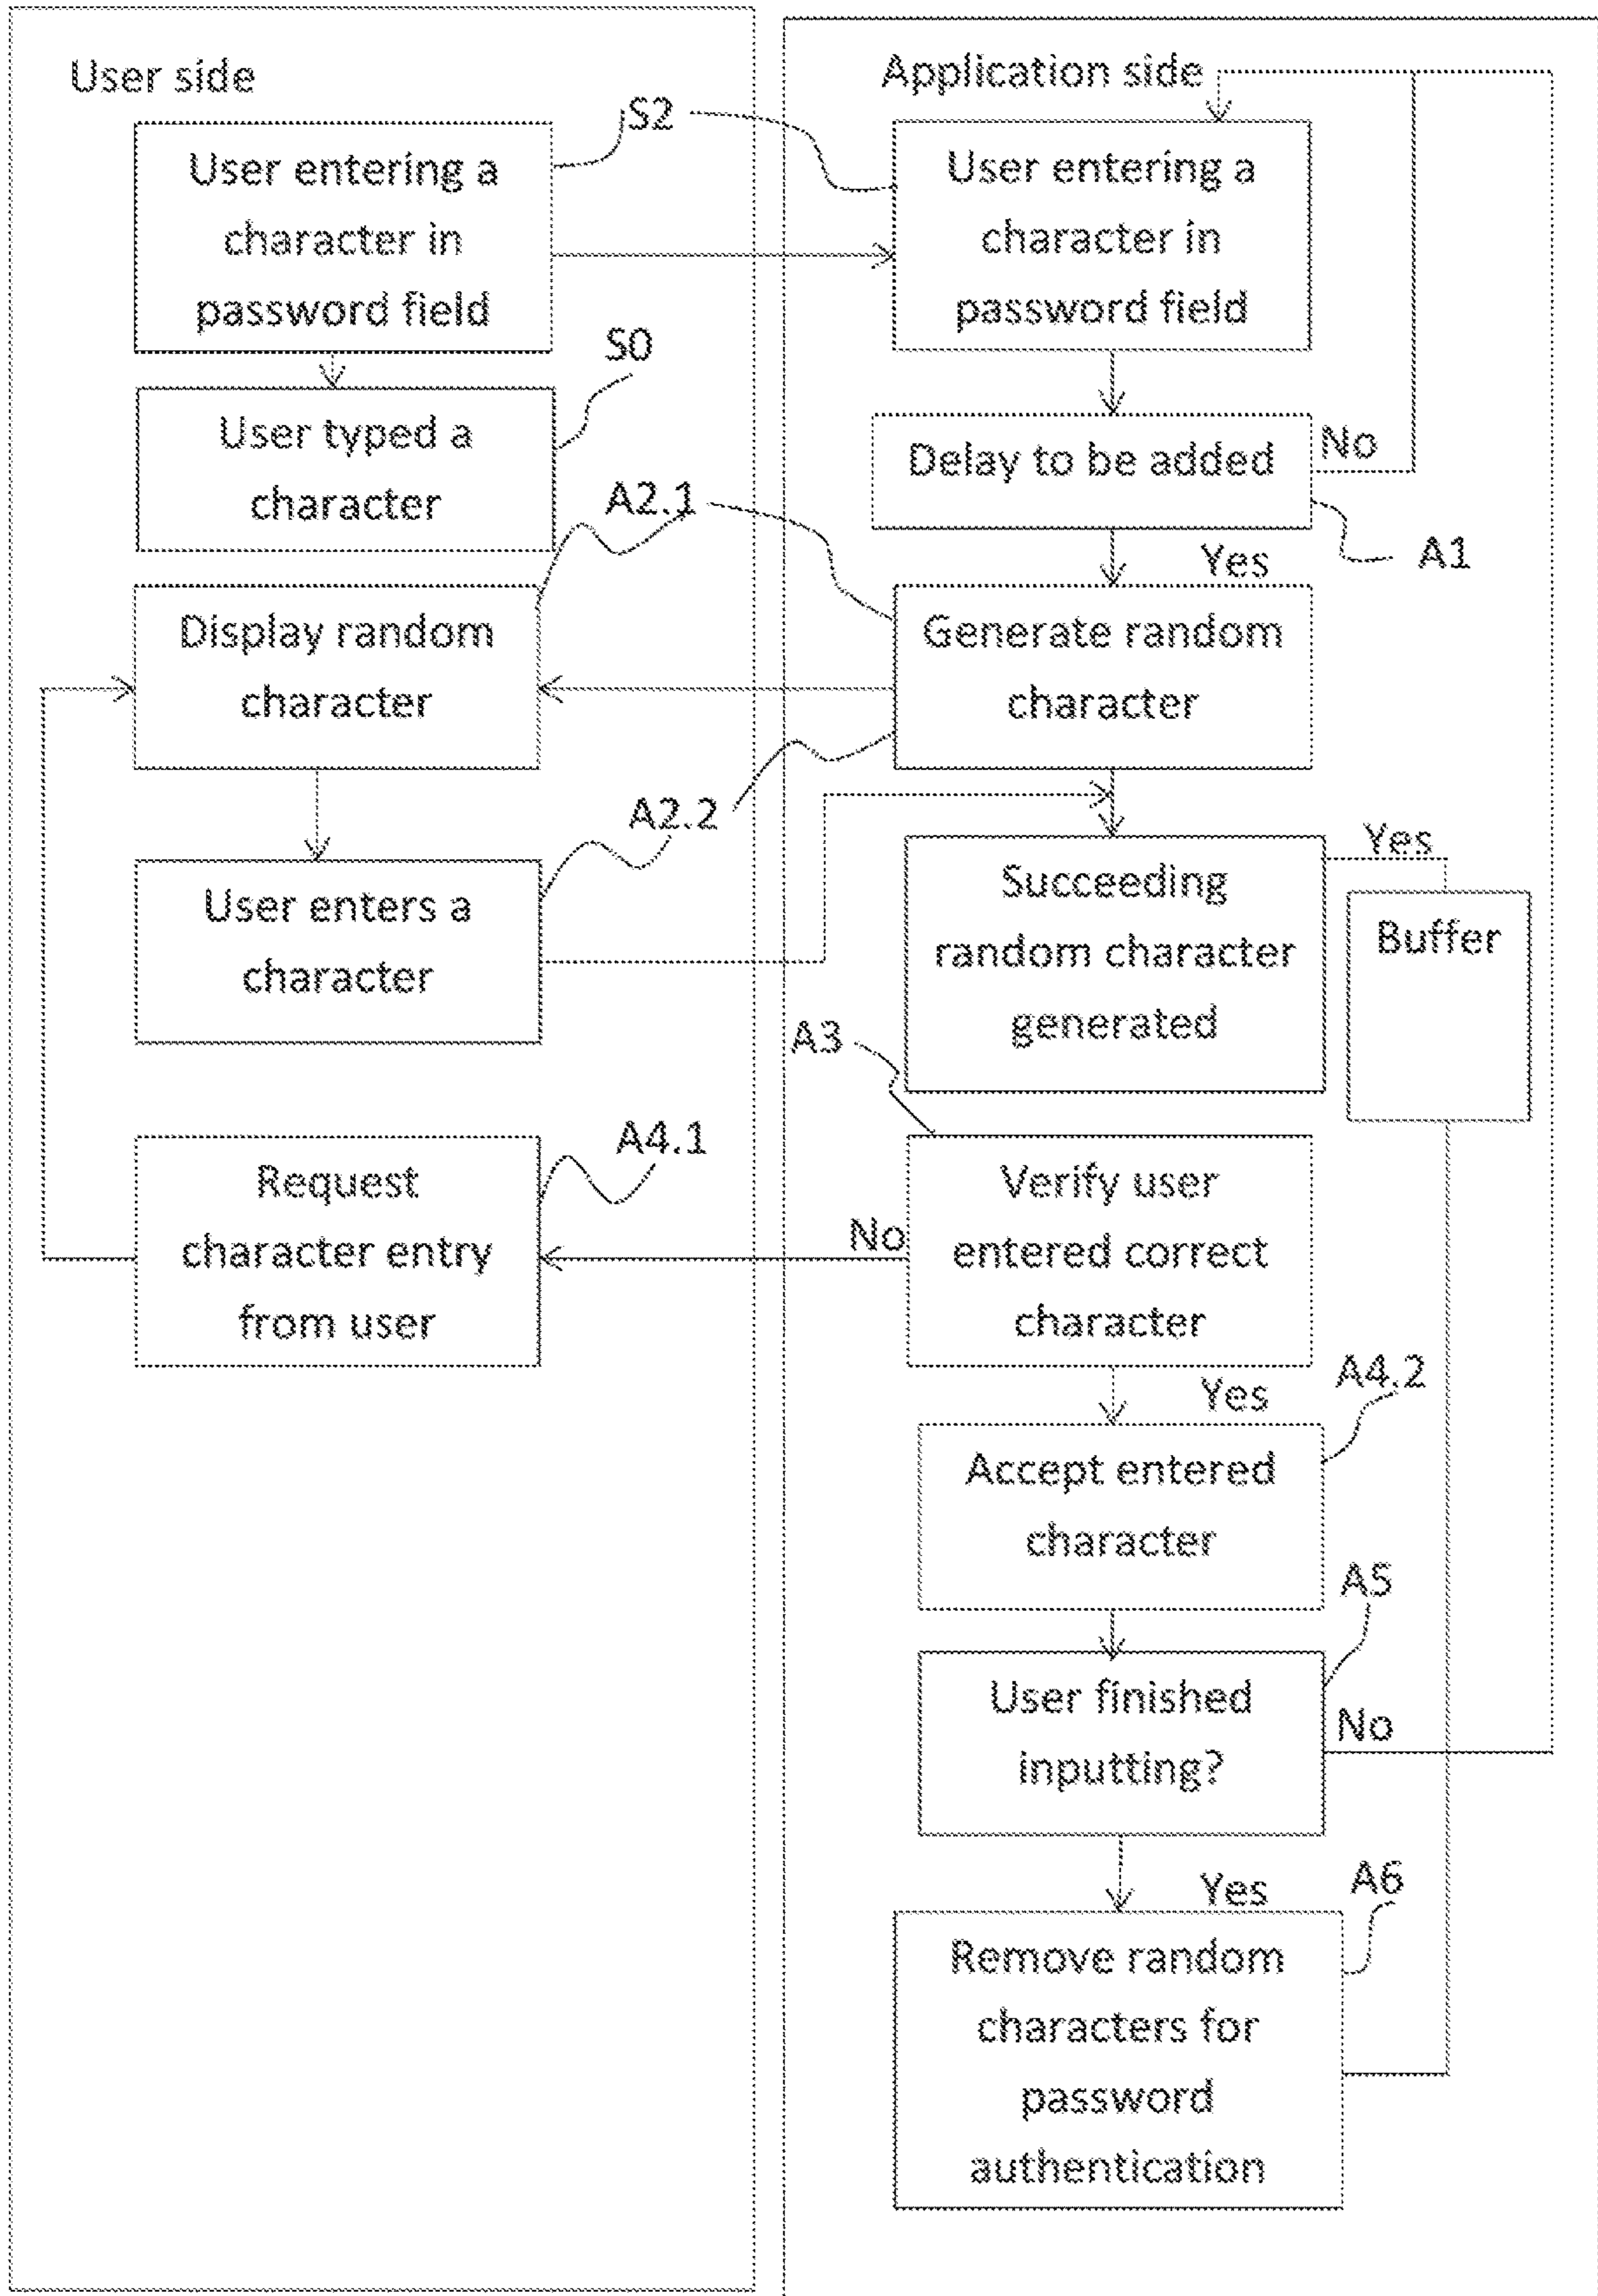 User side
S2
User entering a
character in
password field
S0
User typed a
character
A2.1
Display random
character
A2.2
User enters a
character
A4.1
Request
character entry
from user
Application side
User entering a
character in
password field
Delay to be added
No
A1
Yes
Generate random
character
Succeeding
random character
generated
Yes
Buffer
A3
Verify user
entered correct
character
No
Yes
A4.2
Accept entered
character
A5
User finished
inputting?
No
Yes
A6
Remove random
characters for
password
authentication